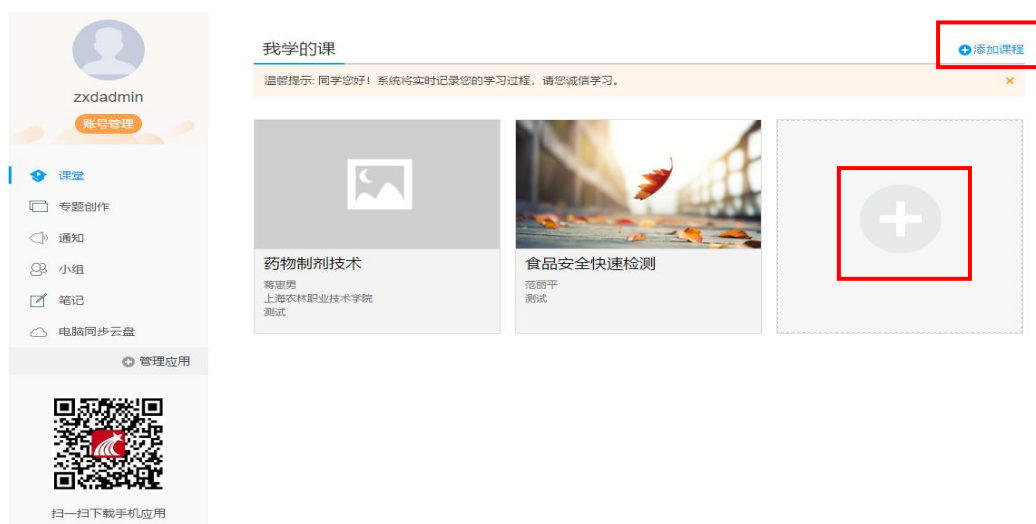 zxdadmin
账号管理
课堂
专题创作
通知
小组
笔记
电脑同步云盘
管理应用
扫一扫下载手机应用
我学的课
添加课程
温馨提示: 同学您好！系统将实时记录您的学习过程，请您诚信学习。
药物制剂技术
蒋思男
上海农林职业技术学院
测试
食品安全快速检测
范丽平
测试